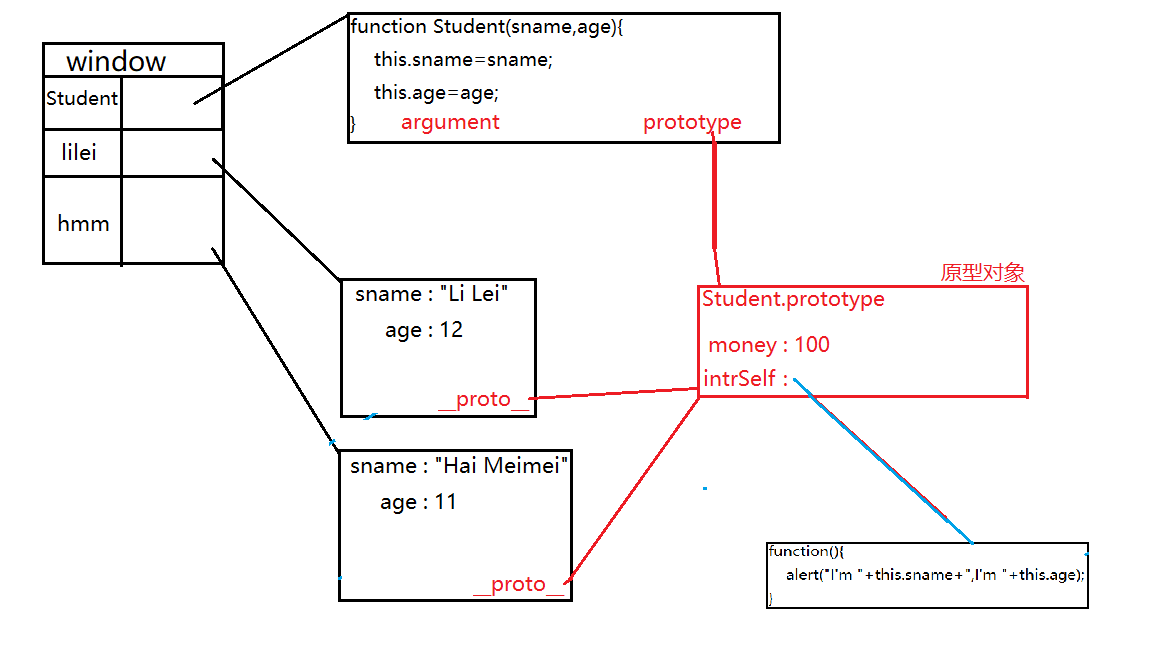 window
Student
lilei
hmm
function Student(sname,age){
this.sname=sname;
this.age=age;
} argument prototype
sname : "Li Lei"
age : 12
__proto__
原型对象
Student.prototype
money : 100
intrSelf :
sname : "Hai Meimei"
age : 11
__proto__
function(){
alert("I'm "+this.sname+",I'm "+this.age);
}